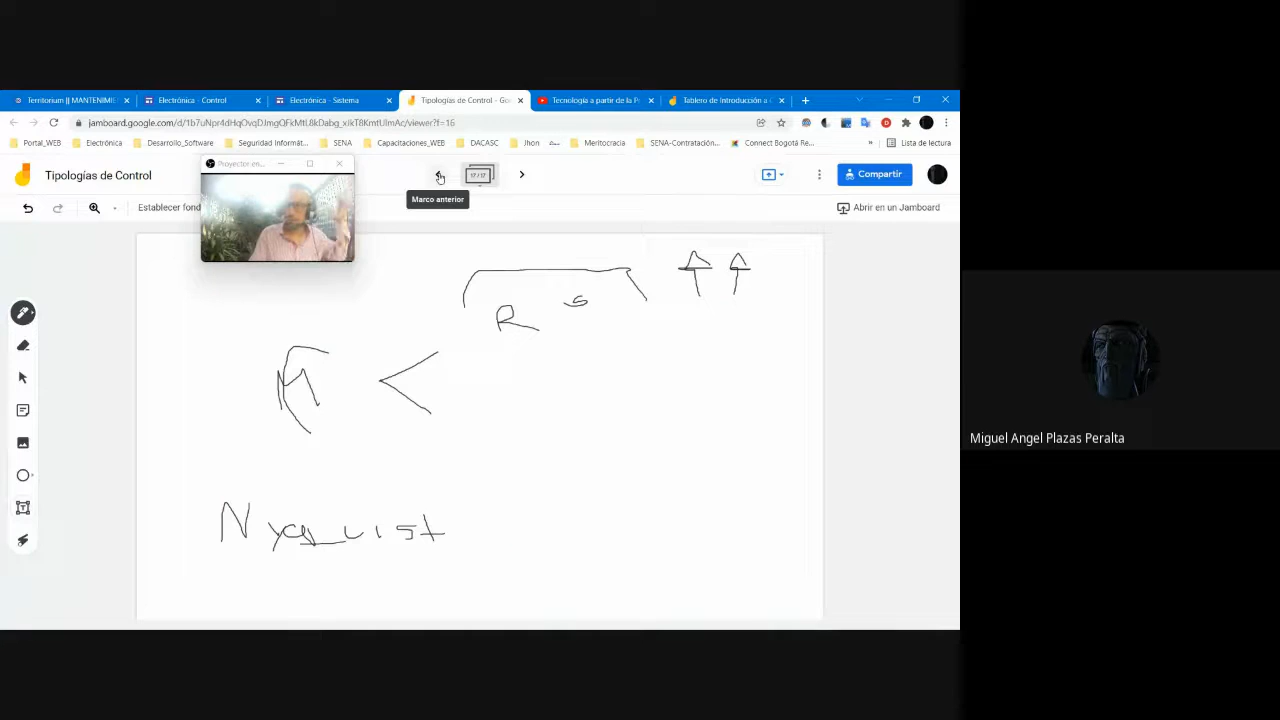 Territorium || MANTENIMIE
Electrónica - Control
Electrónica - Sistema
Tipologías de Control - Go
Tecnología a partir de la P
Tablero de Introducción a C
jamboard.google.com/d/1b7uNpr4dHqOvqDJmgQFkMtL8kDabg_xJkT8KmtUlmAc/viewer?f=16
Portal_WEB
Electrónica
Desarrollo_Software
Seguridad Informát...
SENA
Capacitaciones_WEB
DACASC
Jhon
Meritocracia
SENA-Contratación...
Connect Bogotá Re...
»
Lista de lectura
Tipologías de Control
Proyector en...
17 / 17
Compartir
Marco anterior
Establecer fond
Abrir en un Jamboard
R s
M <
Nyquist
Miguel Angel Plazas Peralta